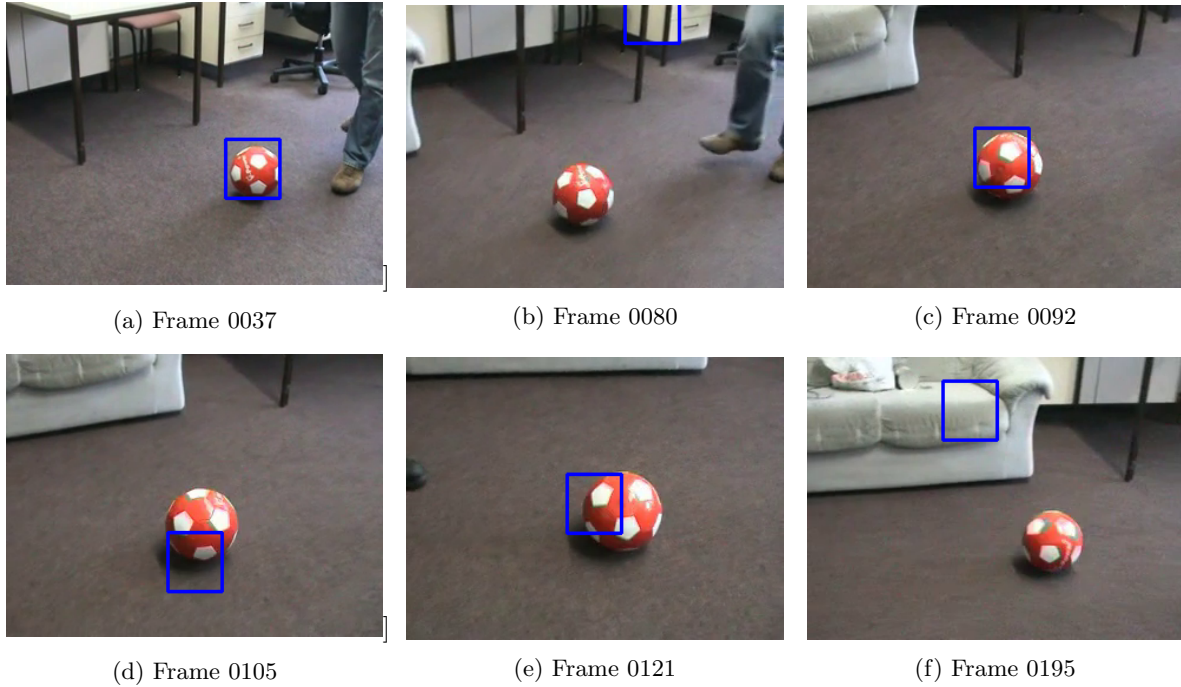 ]
(a) Frame 0037
(b) Frame 0080
(c) Frame 0092
]
(d) Frame 0105
(e) Frame 0121
(f) Frame 0195